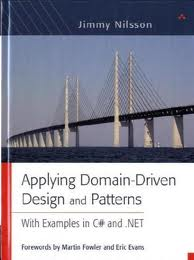 Jimmy Nilsson
Applying Domain-Driven
Design and Patterns
With Examples in C# and .NET
Forewords by Martin Fowler and Eric Evans